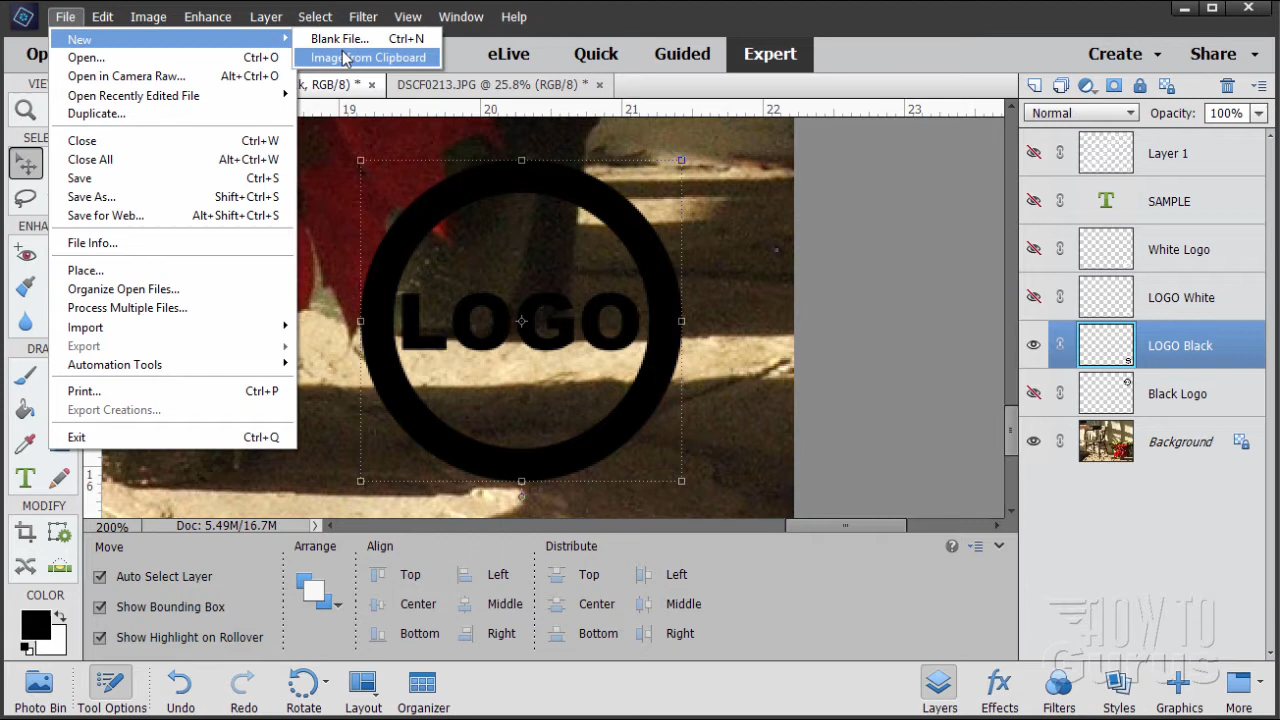 File Edit Image Enhance Layer Select Filter View Window Help
New
Blank File... Ctrl+N
Image from Clipboard
Open... Ctrl+O
Open in Camera Raw... Alt+Ctrl+O
Open Recently Edited File
Duplicate...
Close Ctrl+W
Close All Alt+Ctrl+W
Save Ctrl+S
Save As... Shift+Ctrl+S
Save for Web... Alt+Shift+Ctrl+S
File Info...
Place...
Organize Open Files...
Process Multiple Files...
Import
Export
Automation Tools
Print... Ctrl+P
Export Creations...
Exit Ctrl+Q
eLive Quick Guided Expert Create Share
k, RGB/8) * × DSCF0213.JPG @ 25.8% (RGB/8) * ×
19 20 21 22 23
LOGO
1
6
200% Doc: 5.49M/16.7M
Normal Opacity: 100%
Layer 1
SAMPLE
White Logo
LOGO White
LOGO Black
Black Logo
Background
MODIFY
COLOR
Move Arrange Align Distribute
Auto Select Layer Top Left Top Left
Show Bounding Box Center Middle Center Middle
Show Highlight on Rollover Bottom Right Bottom Right
HOW TO
Gurus
Photo Bin Tool Options Undo Redo Rotate Layout Organizer Layers Effects Filters Styles Graphics More